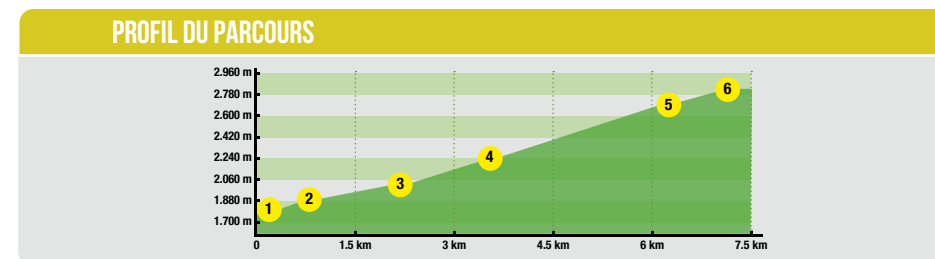 PROFIL DU PARCOURS
2.960 m
2.780 m
2.600 m
2.420 m
2.240 m
2.060 m
1.880 m
1.700 m
1
2
3
4
5
6
0 1.5 km 3 km 4.5 km 6 km 7.5 km